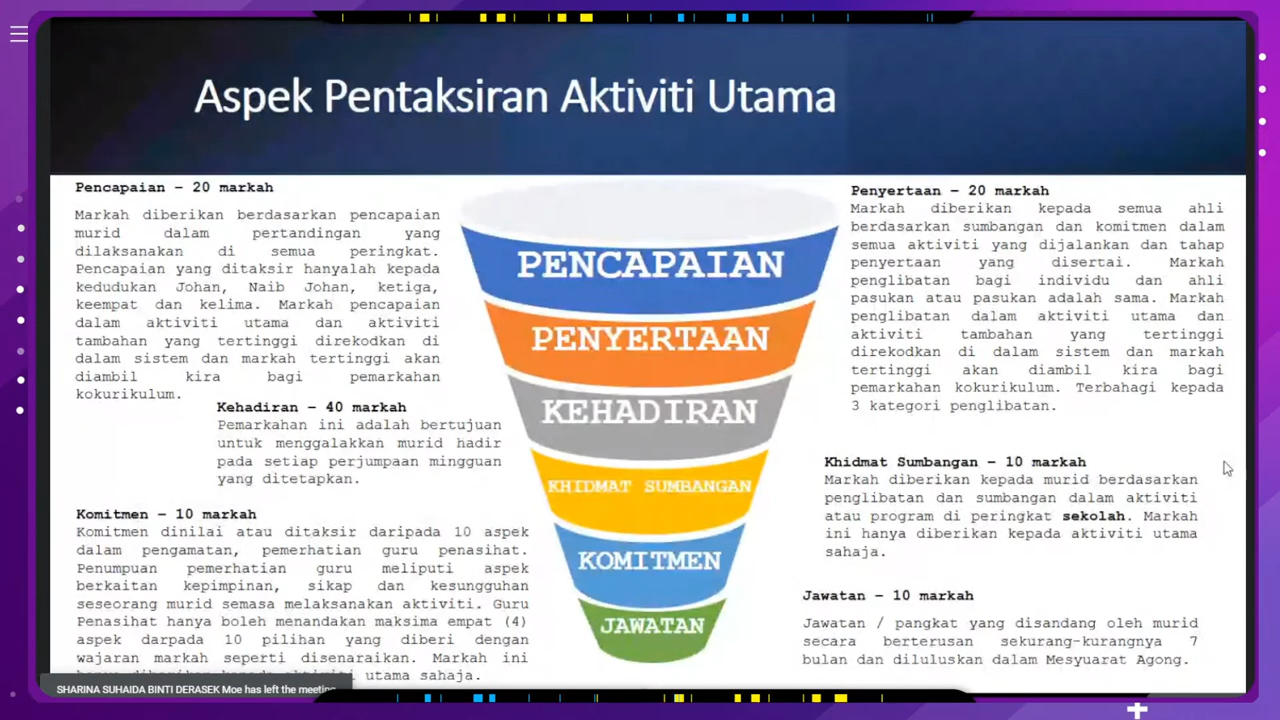 Aspek Pentaksiran Aktiviti Utama
Pencapaian – 20 markah
Markah diberikan berdasarkan pencapaian
murid dalam pertandingan yang
dilaksanakan di semua peringkat.
Pencapaian yang ditaksir hanyalah kepada
kedudukan Johan, Naib Johan, ketiga,
keempat dan kelima. Markah pencapaian
dalam aktiviti utama dan aktiviti
tambahan yang tertinggi direkodkan di
dalam sistem dan markah tertinggi akan
diambil kira bagi pemarkahan
kokurikulum.
Kehadiran – 40 markah
Pemarkahan ini adalah bertujuan
untuk menggalakkan murid hadir
pada setiap perjumpaan mingguan
yang ditetapkan.
Komitmen – 10 markah
Komitmen dinilai atau ditaksir daripada 10 aspek
dalam pengamatan, pemerhatian guru penasihat.
Penumpuan pemerhatian guru meliputi aspek
berkaitan kepimpinan, sikap dan kesungguhan
seseorang murid semasa melaksanakan aktiviti. Guru
Penasihat hanya boleh menandakan maksima empat (4)
aspek darpada 10 pilihan yang diberi dengan
wajaran markah seperti disenaraikan. Markah ini
utama sahaja.
PENCAPAIAN
PENYERTAAN
KEHADIRAN
KHIDMAT SUMBANGAN
KOMITMEN
JAWATAN
Penyertaan – 20 markah
Markah diberikan kepada semua ahli
berdasarkan sumbangan dan komitmen dalam
semua aktiviti yang dijalankan dan tahap
penyertaan yang disertai. Markah
penglibatan bagi individu dan ahli
pasukan atau pasukan adalah sama. Markah
penglibatan dalam aktiviti utama dan
aktiviti tambahan yang tertinggi
direkodkan di dalam sistem dan markah
tertinggi akan diambil kira bagi
pemarkahan kokurikulum. Terbahagi kepada
3 kategori penglibatan.
Khidmat Sumbangan – 10 markah
Markah diberikan kepada murid berdasarkan
penglibatan dan sumbangan dalam aktiviti
atau program di peringkat sekolah. Markah
ini hanya diberikan kepada aktiviti utama
sahaja.
Jawatan – 10 markah
Jawatan / pangkat yang disandang oleh murid
secara berterusan sekurang-kurangnya 7
bulan dan diluluskan dalam Mesyuarat Agong.
SHARINA SUHAIDA BINTI DERASEK Moe has left the meeting